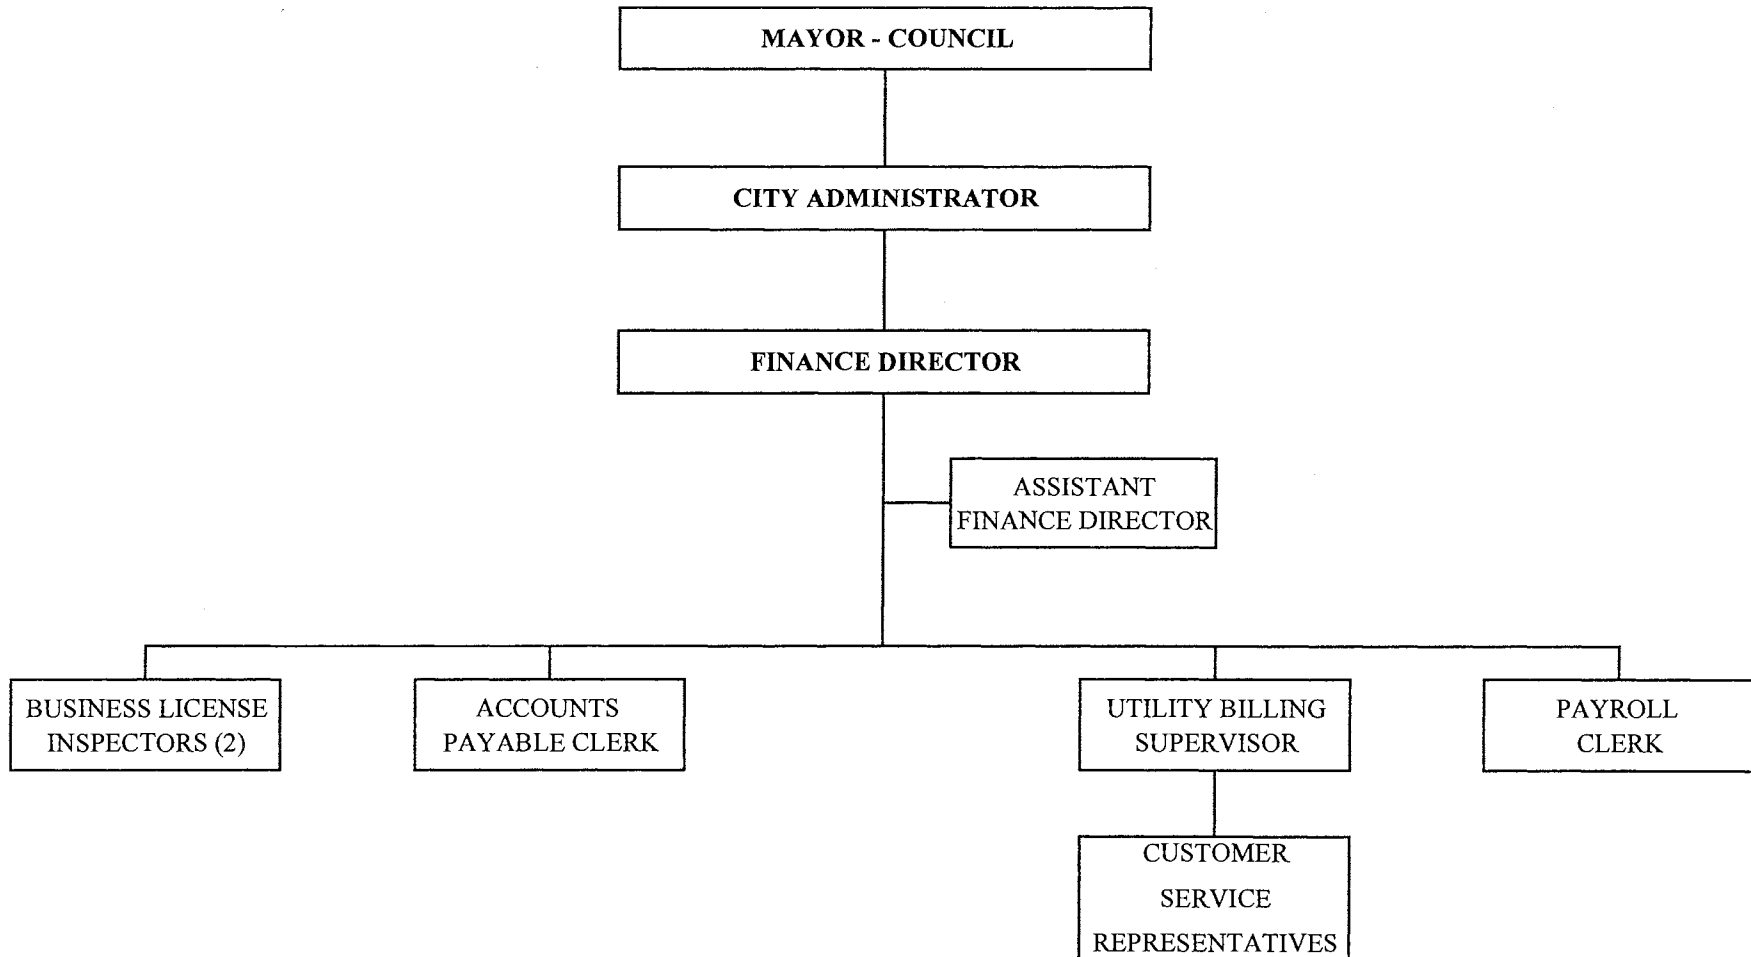 MAYOR - COUNCIL
CITY ADMINISTRATOR
FINANCE DIRECTOR
ASSISTANT
FINANCE DIRECTOR
BUSINESS LICENSE
INSPECTORS (2)
ACCOUNTS
PAYABLE CLERK
UTILITY BILLING
SUPERVISOR
PAYROLL
CLERK
CUSTOMER
SERVICE
REPRESENTATIVES